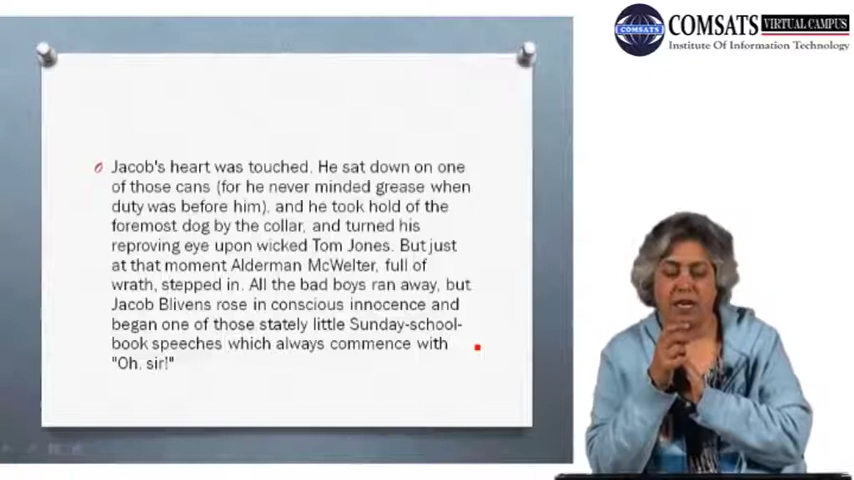 COMSATS
COMSATS VIRTUAL CAMPUS
Institute Of Information Technology
Jacob's heart was touched. He sat down on one
of those cans (for he never minded grease when
duty was before him), and he took hold of the
foremost dog by the collar, and turned his
reproving eye upon wicked Tom Jones. But just
at that moment Alderman McWelter, full of
wrath, stepped in. All the bad boys ran away, but
Jacob Blivens rose in conscious innocence and
began one of those stately little Sunday-school-
book speeches which always commence with
"Oh, sir!"